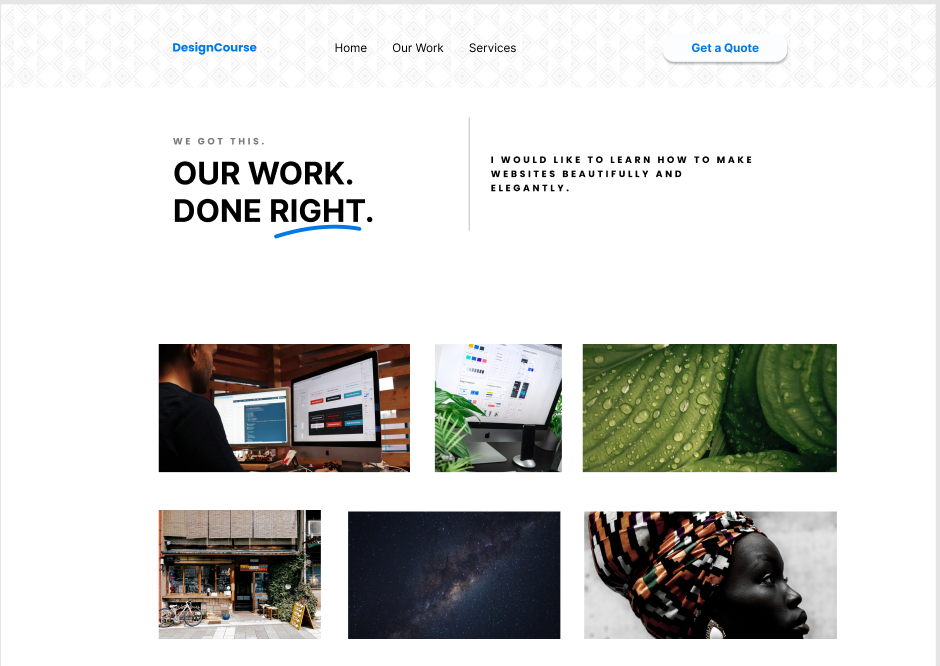 DesignCourse
Home
Our Work
Services
Get a Quote
WE GOT THIS.
OUR WORK.
DONE RIGHT.
I WOULD LIKE TO LEARN HOW TO MAKE
WEBSITES BEAUTIFULLY AND
ELEGANTLY.